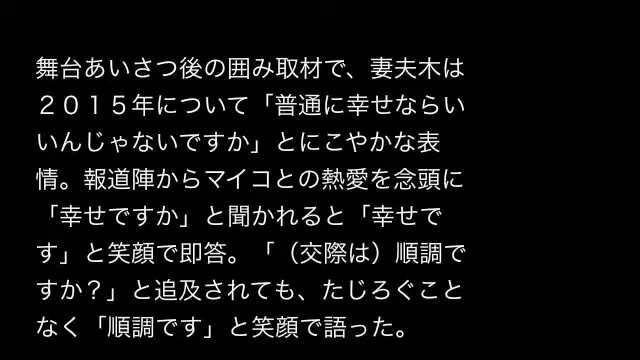 舞台あいさつ後の囲み取材で、妻夫木は
２０１５年について「普通に幸せならい
いんじゃないですか」とにこやかな表
情。報道陣からマイコとの熱愛を念頭に
「幸せですか」と聞かれると「幸せで
す」と笑顔で即答。「（交際は）順調で
すか？」と追及されても、たじろぐこと
なく「順調です」と笑顔で語った。